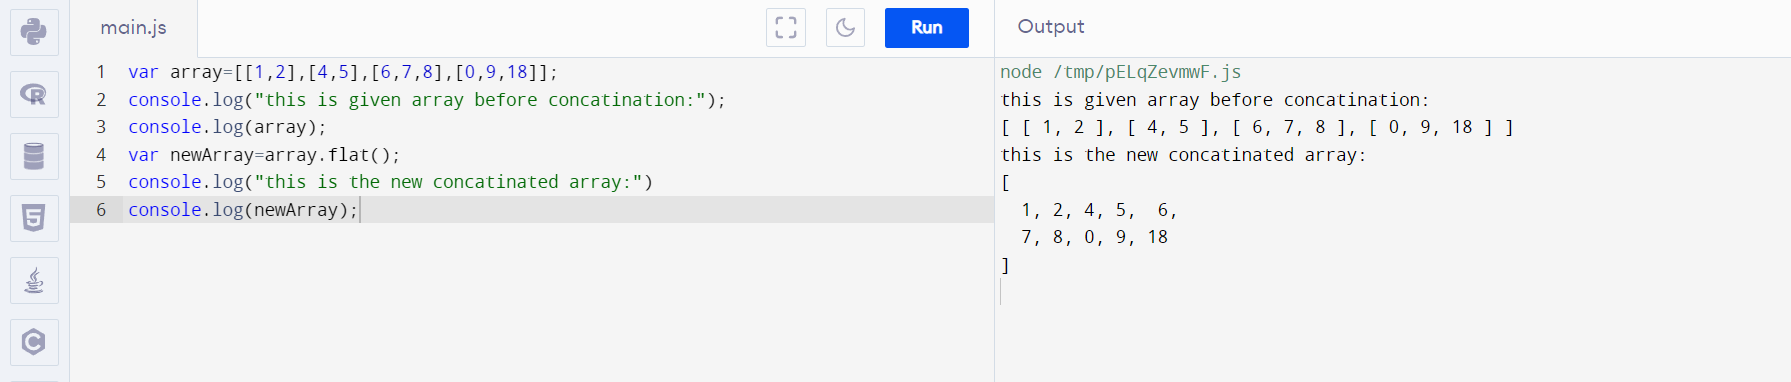 main.js
Run
Output
1 var array=[[1,2],[4,5],[6,7,8],[0,9,18]];
2 console.log("this is given array before concatination:");
3 console.log(array);
4 var newArray=array.flat();
5 console.log("this is the new concatinated array:")
6 console.log(newArray);
node /tmp/pELqZevmwF.js
this is given array before concatination:
[ [ 1, 2 ], [ 4, 5 ], [ 6, 7, 8 ], [ 0, 9, 18 ] ]
this is the new concatinated array:
[
  1, 2, 4, 5,  6,
  7, 8, 0, 9, 18
]